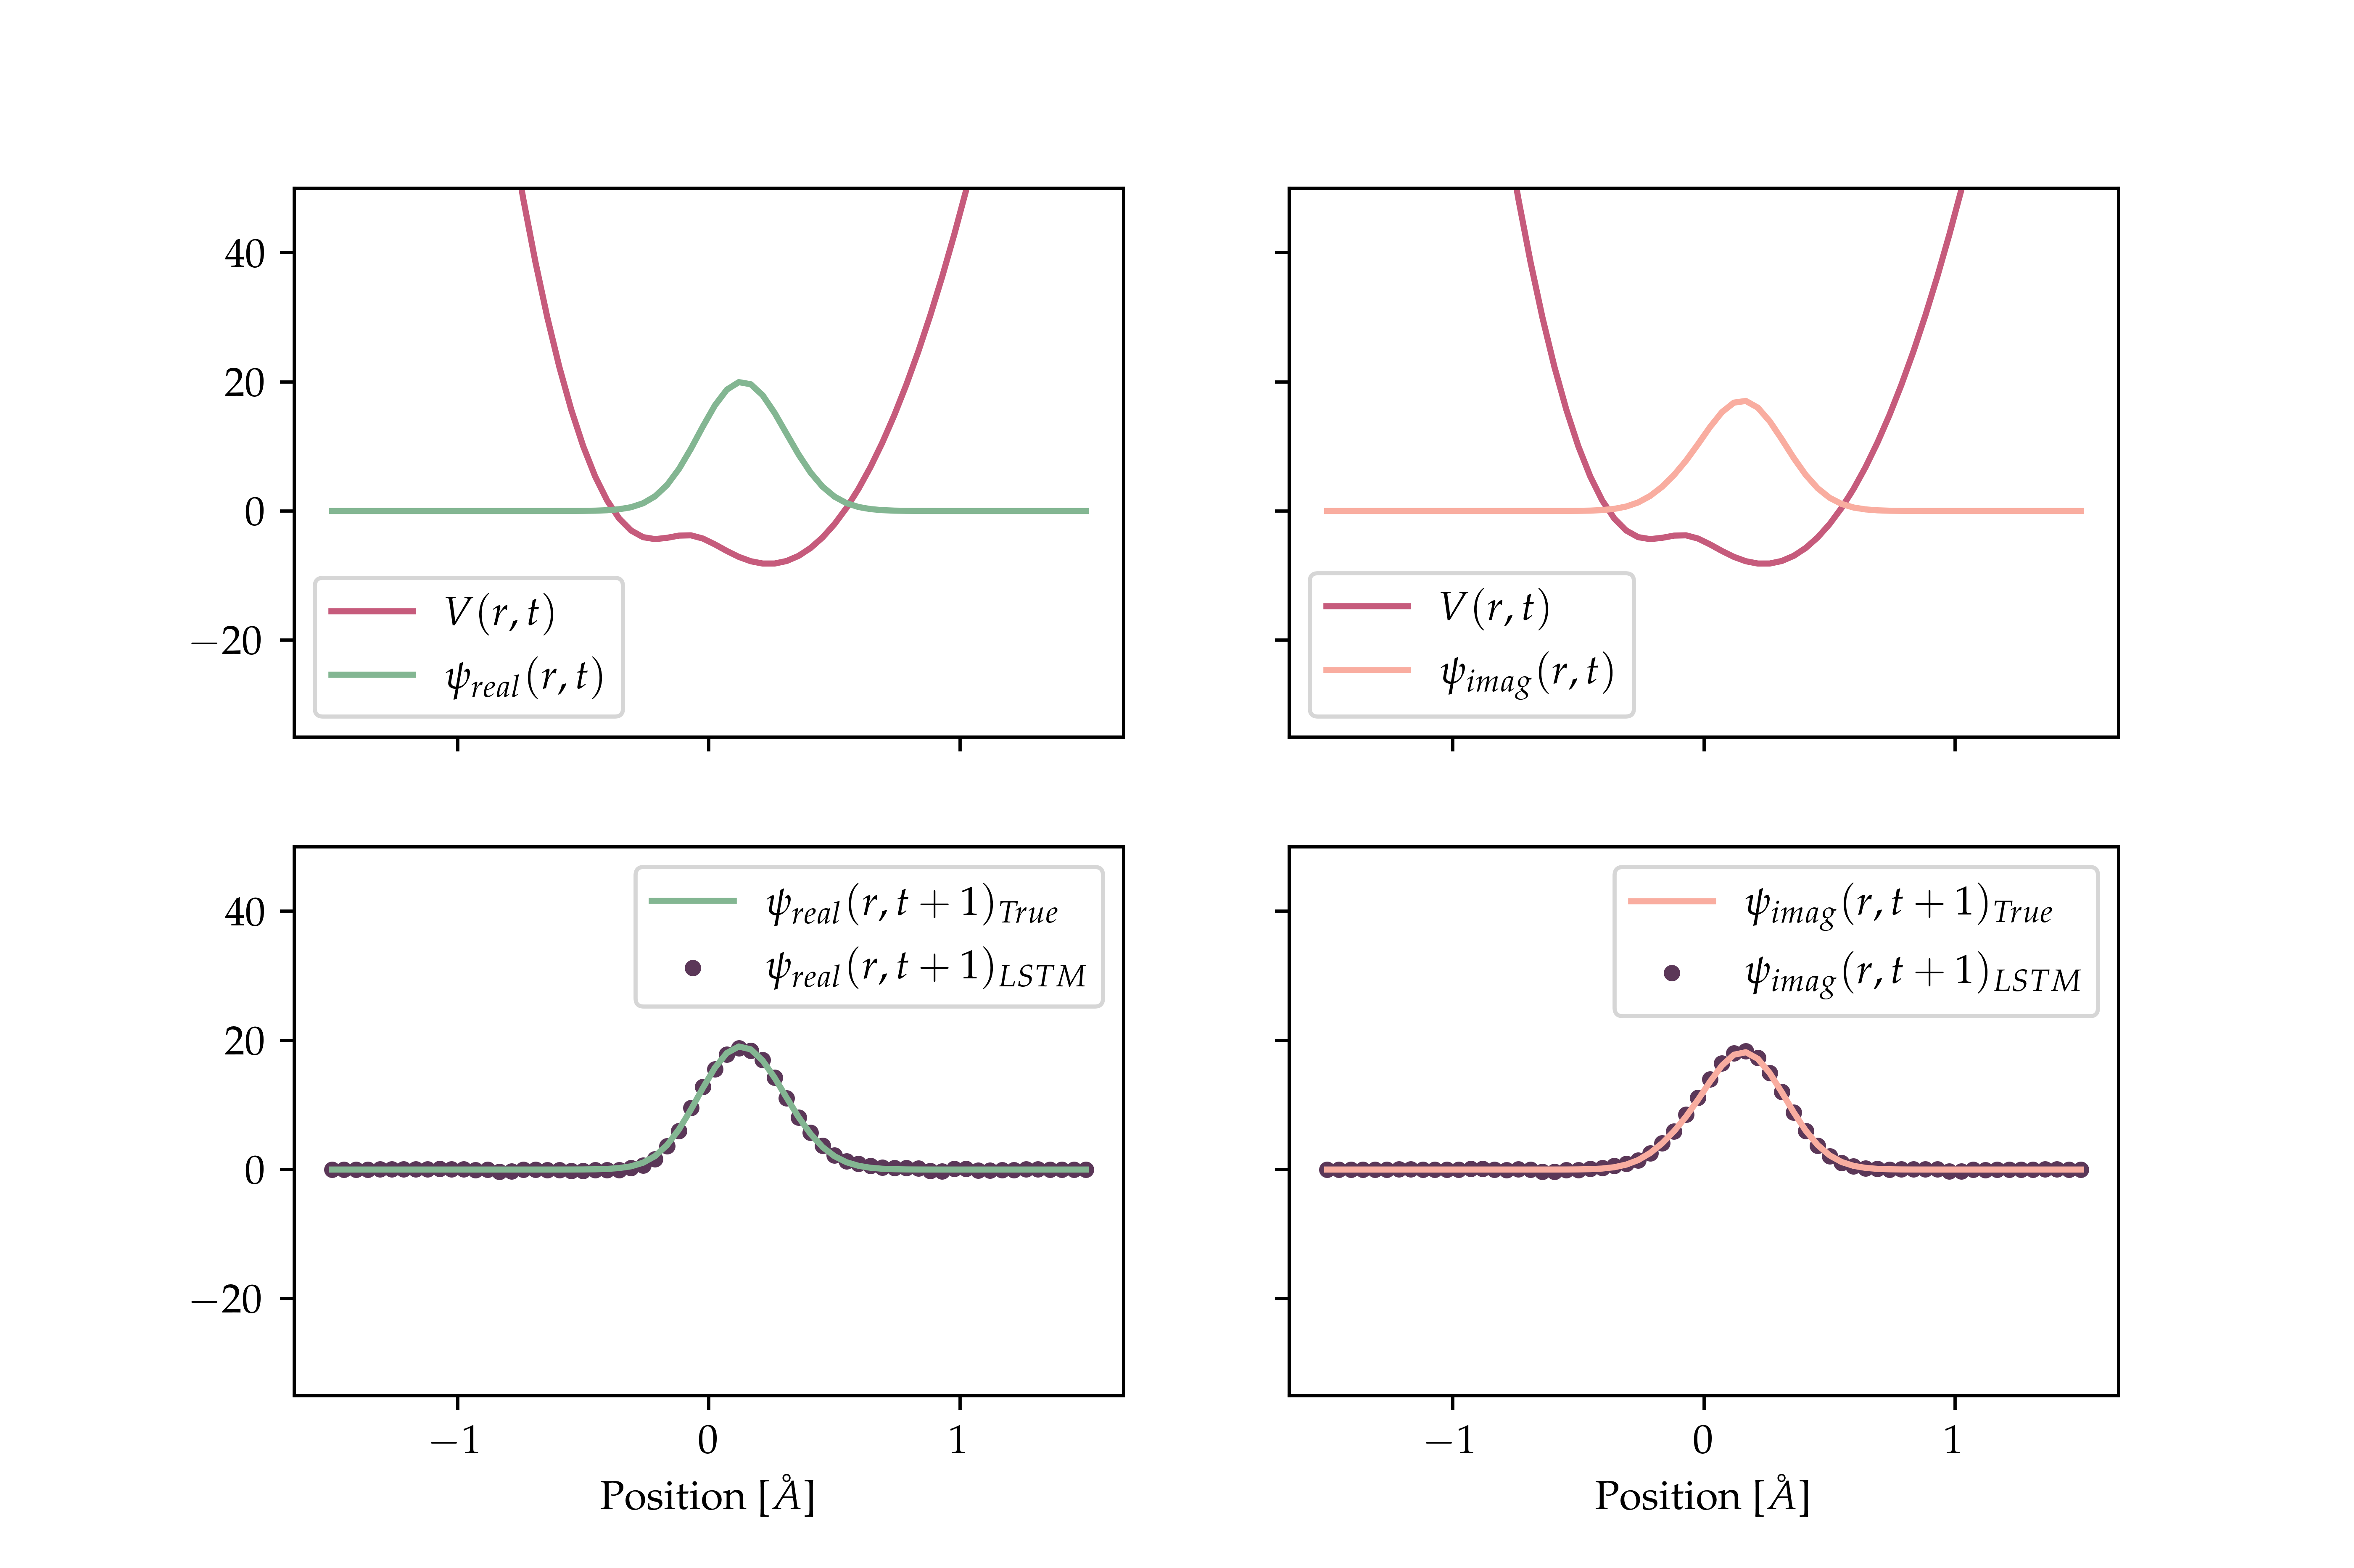 40
20
0
−20
V(r, t)
ψreal(r, t)
V(r, t)
ψimag(r, t)
40
20
0
−20
ψreal(r, t + 1)True
ψreal(r, t + 1)LSTM
ψimag(r, t + 1)True
ψimag(r, t + 1)LSTM
−1 0 1
Position [Å]
−1 0 1
Position [Å]